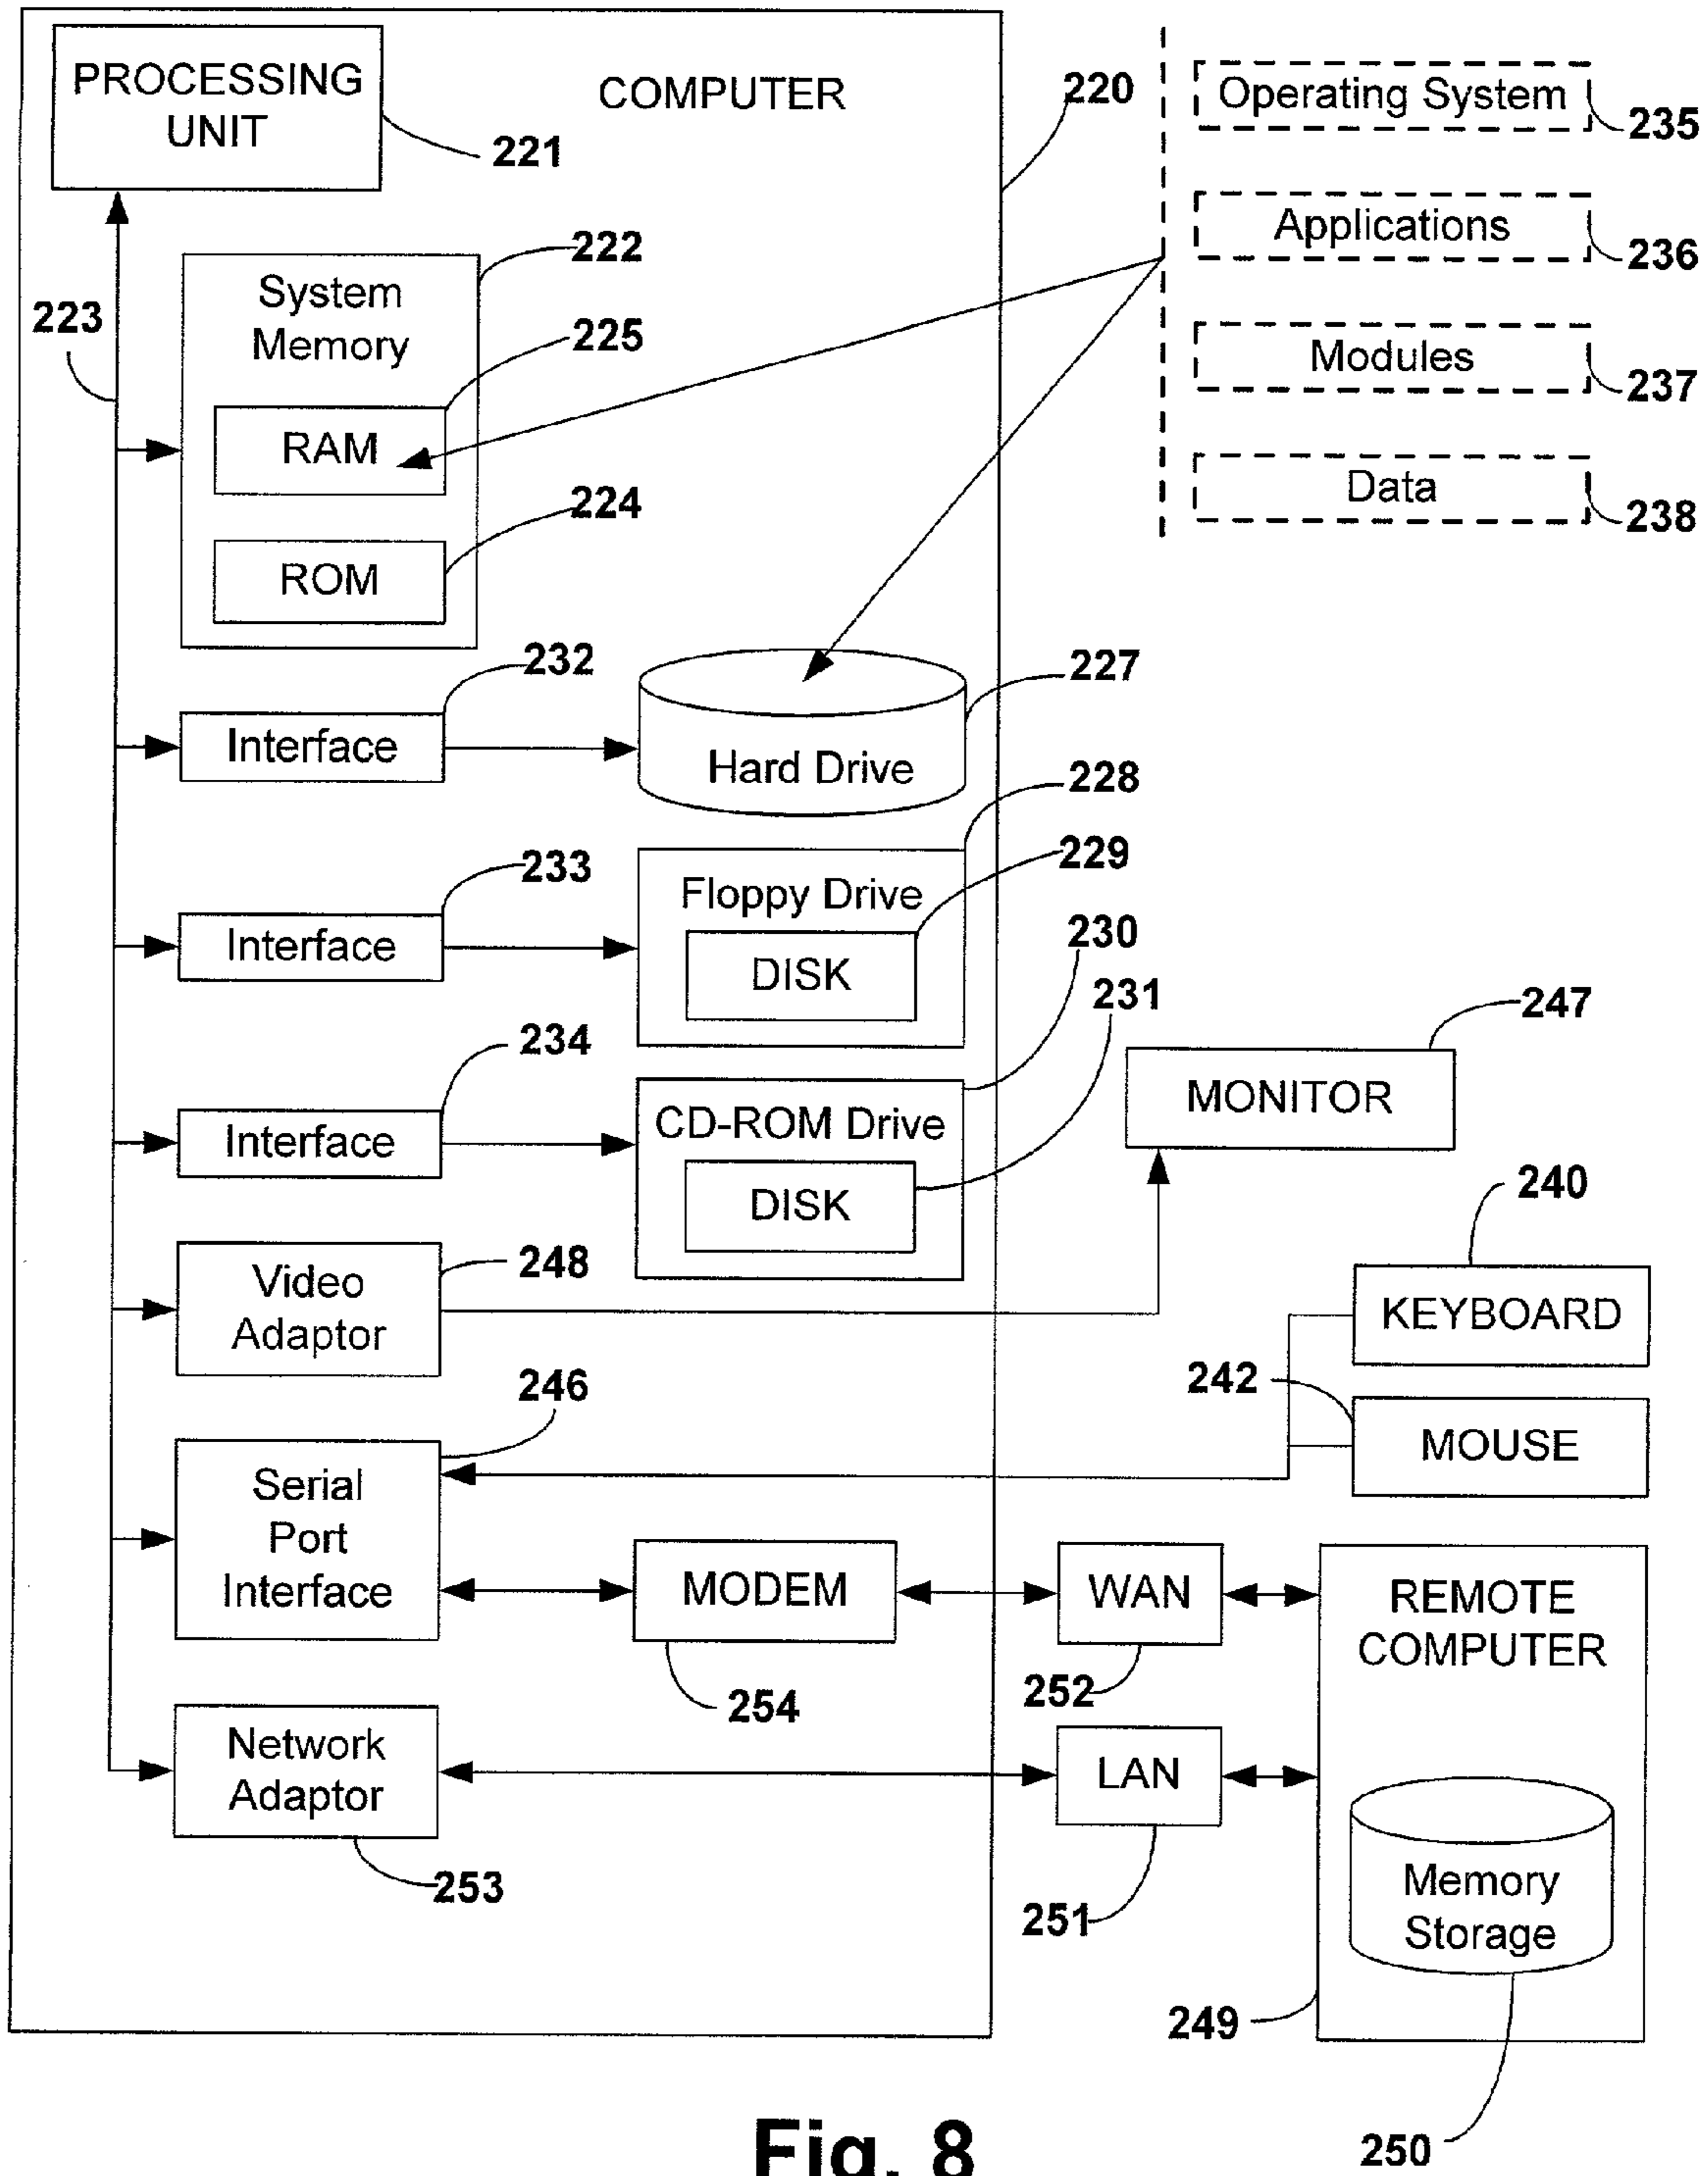 PROCESSING
UNIT
221
COMPUTER
220
Operating System
235
Applications
236
Modules
237
Data
238
223
222
System
Memory
225
RAM
224
ROM
232
Interface
227
Hard Drive
228
233
Interface
Floppy Drive
229
DISK
230
231
234
Interface
CD-ROM Drive
DISK
247
MONITOR
248
Video
Adaptor
240
KEYBOARD
242
MOUSE
246
Serial
Port
Interface
MODEM
254
WAN
252
REMOTE
COMPUTER
Network
Adaptor
253
LAN
251
Memory
Storage
249
250
Fig. 8